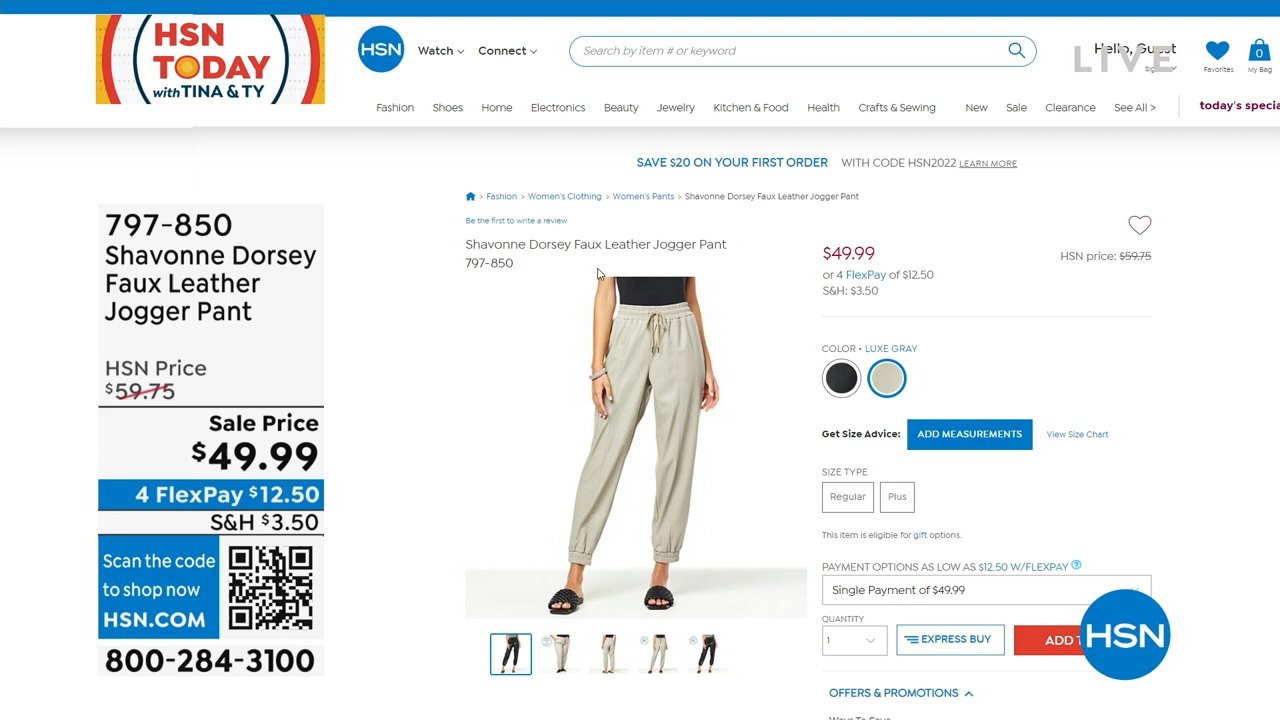 HSN
TODAY
with TINA & TY
HSN
Watch
Connect
Search by item # or keyword
Hello, Guest
LIVE
Favorites
0
My Bag
Fashion
Shoes
Home
Electronics
Beauty
Jewelry
Kitchen & Food
Health
Crafts & Sewing
New
Sale
Clearance
See All >
today's specia
SAVE $20 ON YOUR FIRST ORDER WITH CODE HSN2022 LEARN MORE
> Fashion > Women's Clothing > Women's Pants > Shavonne Dorsey Faux Leather Jogger Pant
Be the first to write a review
Shavonne Dorsey Faux Leather Jogger Pant
797-850
$49.99
HSN price: $59.75
or 4 FlexPay of $12.50
S&H: $3.50
COLOR • LUXE GRAY
Get Size Advice:
ADD MEASUREMENTS
View Size Chart
SIZE TYPE
Regular
Plus
This item is eligible for gift options.
PAYMENT OPTIONS AS LOW AS $12.50 W/FLEXPAY ?
Single Payment of $49.99
QUANTITY
1
EXPRESS BUY
ADD T
HSN
OFFERS & PROMOTIONS
Ways To Save
797-850
Shavonne Dorsey
Faux Leather
Jogger Pant
HSN Price
$59.75
Sale Price
$49.99
4 FlexPay $12.50
S&H $3.50
Scan the code
to shop now
HSN.COM
800-284-3100